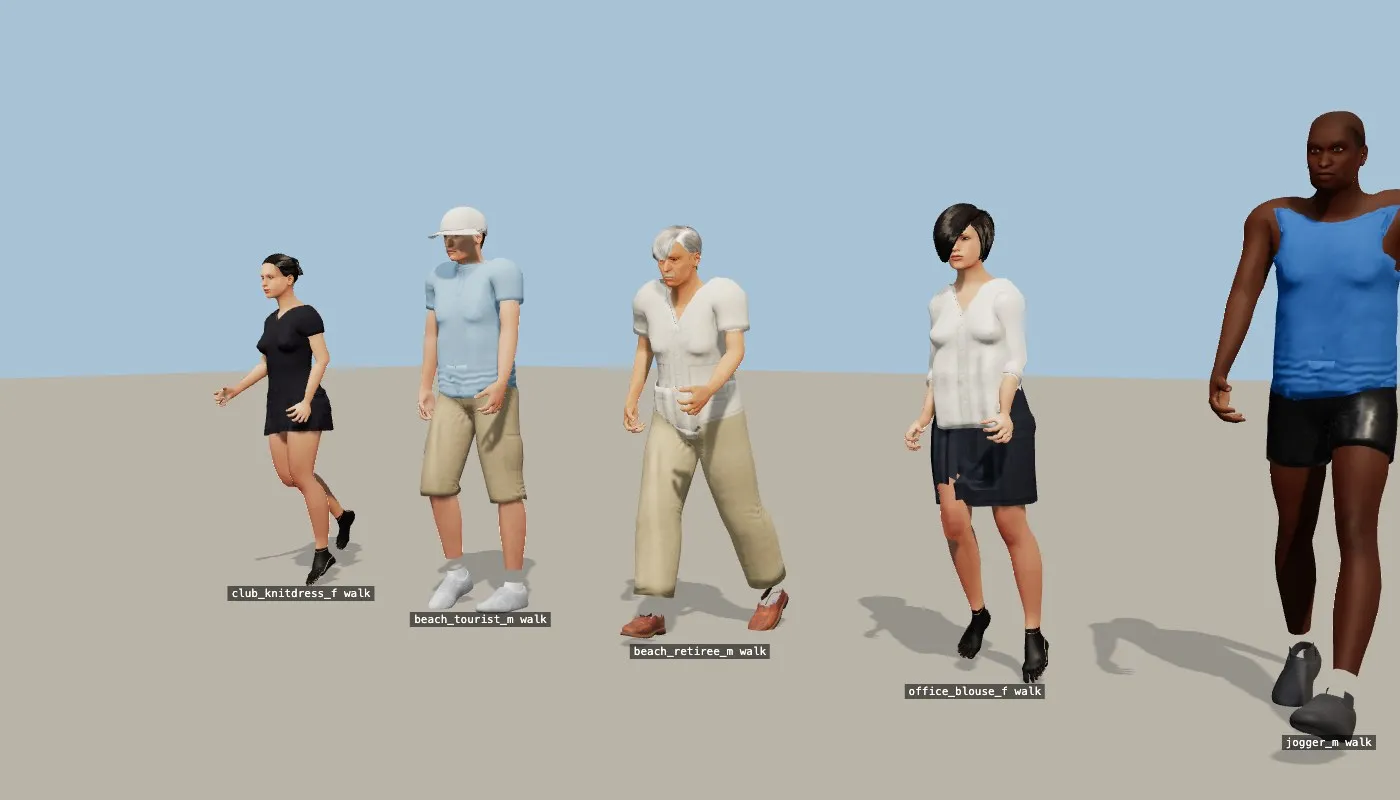 club_knitdress_f walk
beach_tourist_m walk
beach_retiree_m walk
office_blouse_f walk
jogger_m walk